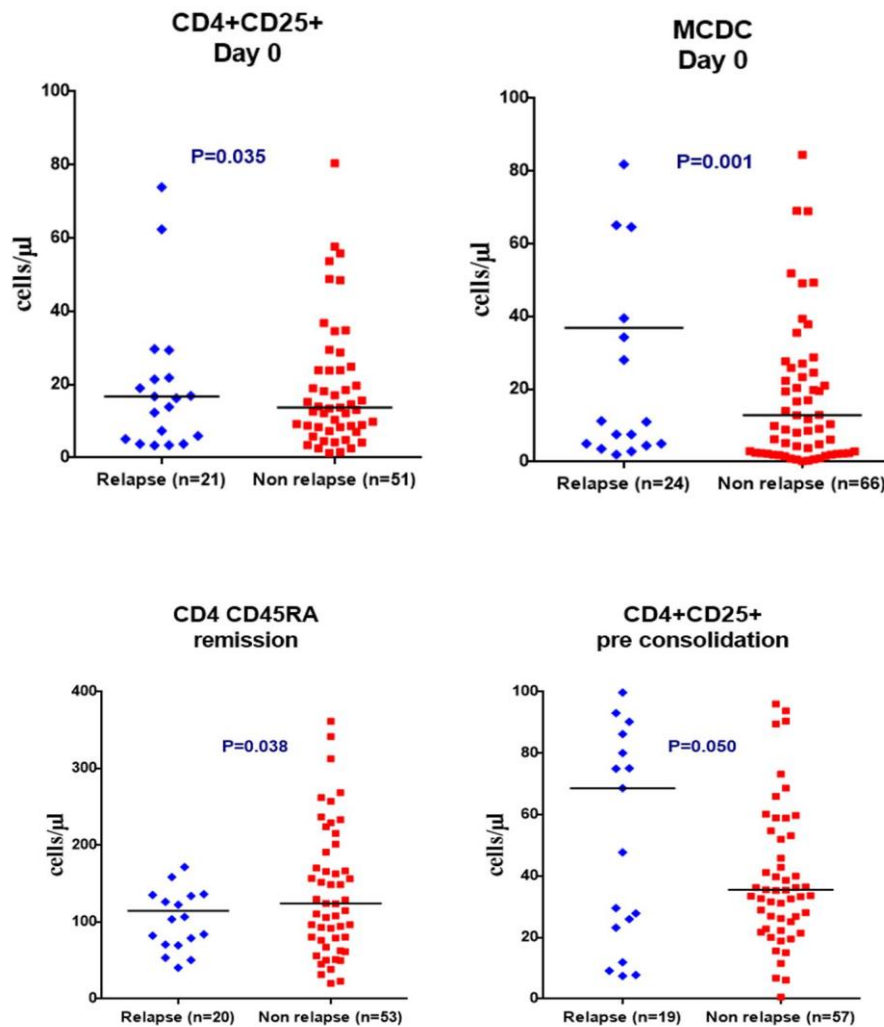 CD4+CD25+
Day 0
100
80
60
40
20
0
cells/µl
P=0.035
Relapse (n=21)
Non relapse (n=51)
MCDC
Day 0
100
80
60
40
20
0
cells/µl
P=0.001
Relapse (n=24)
Non relapse (n=66)
CD4 CD45RA
remission
400
300
200
100
0
cells/µl
P=0.038
Relapse (n=20)
Non relapse (n=53)
CD4+CD25+
pre consolidation
100
80
60
40
20
0
cells/µl
P=0.050
Relapse (n=19)
Non relapse (n=57)